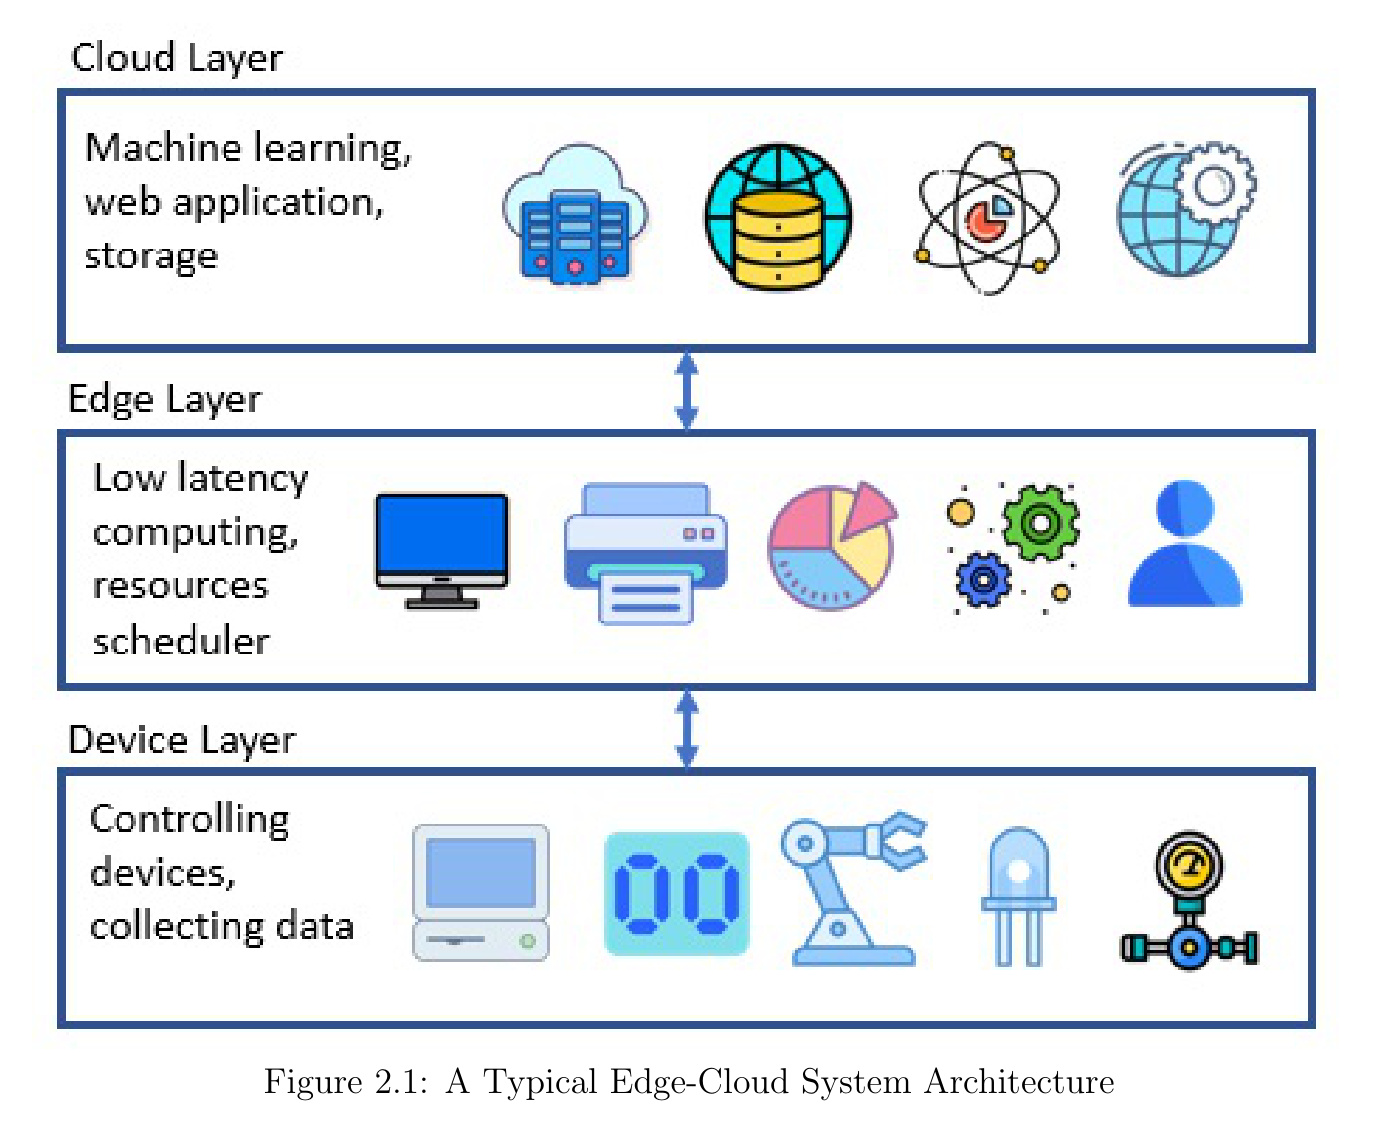 Cloud Layer
Machine learning,
web application,
storage
Edge Layer
Low latency
computing,
resources
scheduler
Device Layer
Controlling
devices,
collecting data
00
Figure 2.1: A Typical Edge-Cloud System Architecture